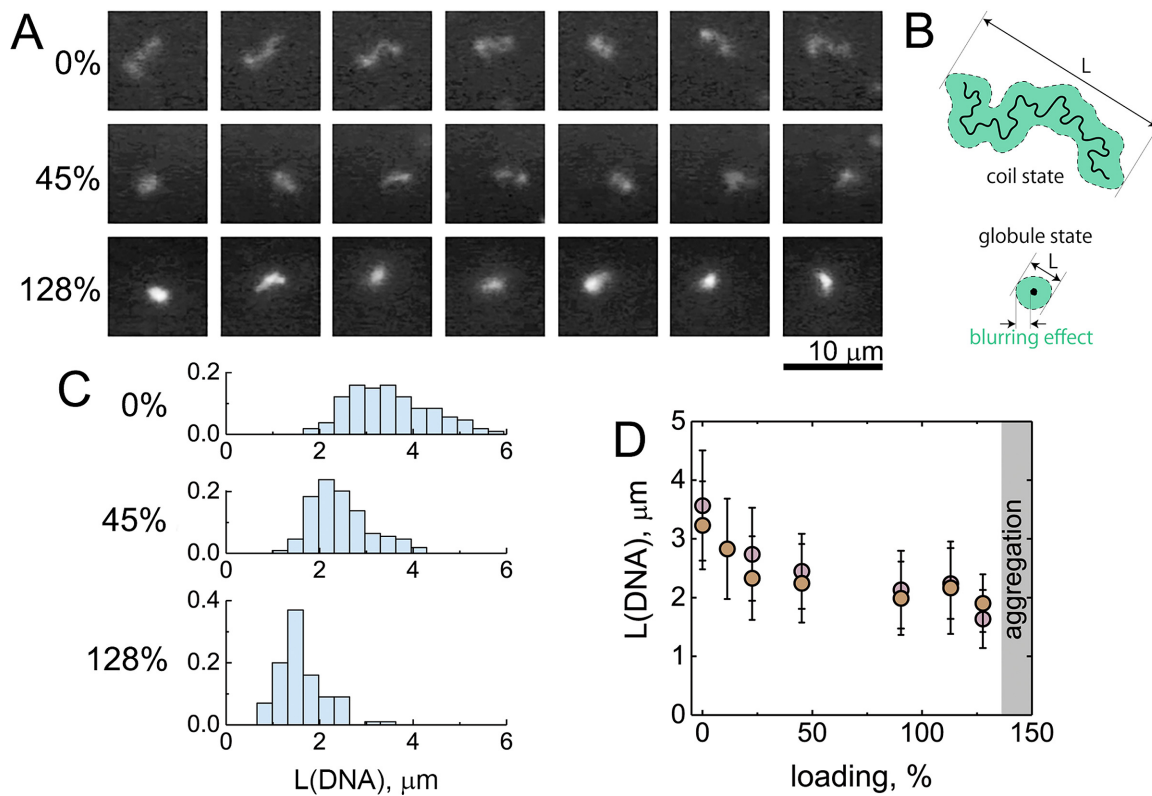 A
0%
45%
128%
10 μm
B
L
coil state
globule state
L
blurring effect
C
0%
0.2
0.0
0 2 4 6
45%
0.2
0.0
0 2 4 6
128%
0.4
0.2
0.0
0 2 4 6
L(DNA), μm
D
5
4
3
2
1
0
L(DNA), μm
aggregation
0 50 100 150
loading, %